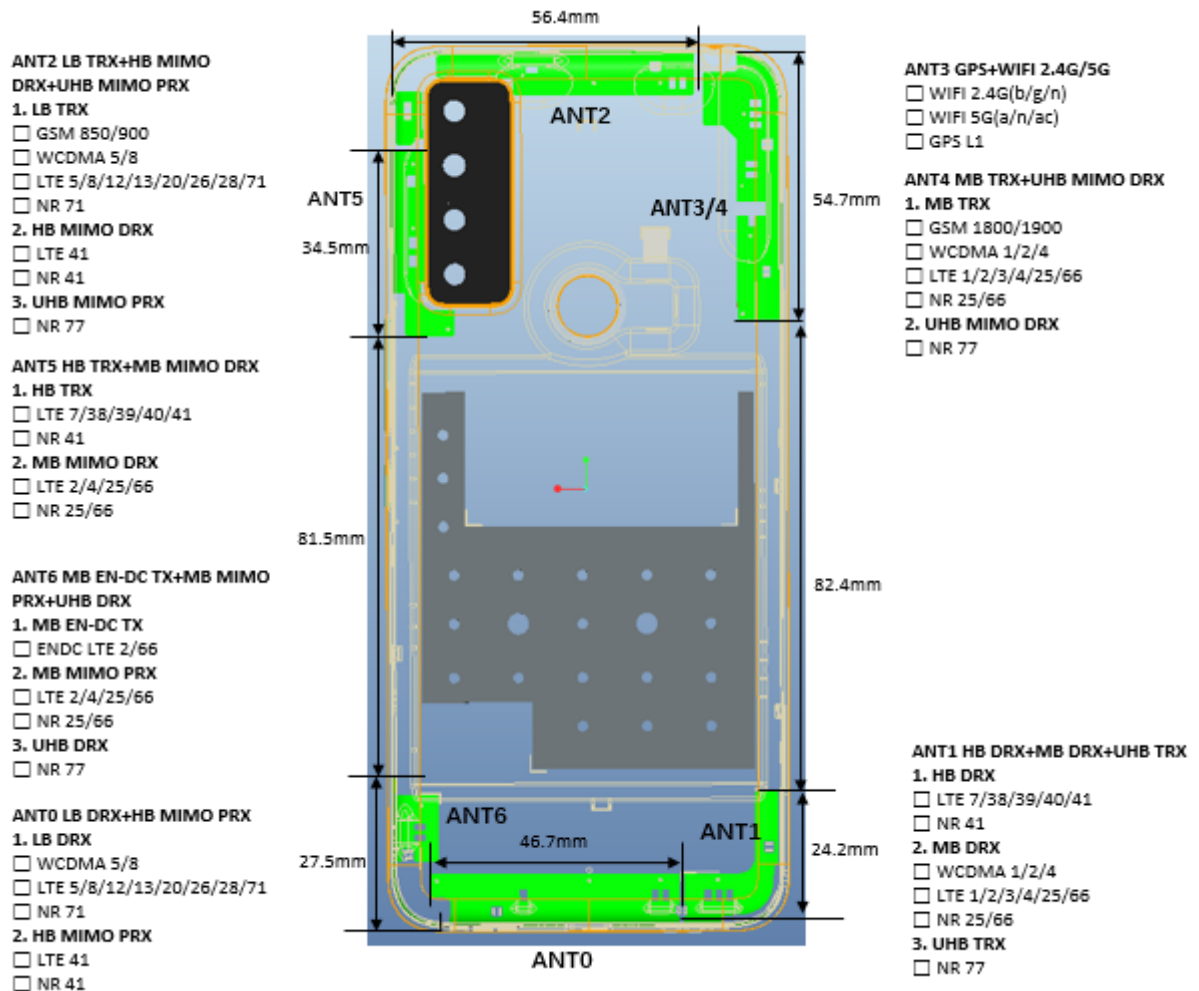 56.4mm
ANT2 LB TRX+HB MIMO
DRX+UHB MIMO PRX
1. LB TRX
☐ GSM 850/900
☐ WCDMA 5/8
☐ LTE 5/8/12/13/20/26/28/71
☐ NR 71
2. HB MIMO DRX
☐ LTE 41
☐ NR 41
3. UHB MIMO PRX
☐ NR 77
ANT5 HB TRX+MB MIMO DRX
1. HB TRX
☐ LTE 7/38/39/40/41
☐ NR 41
2. MB MIMO DRX
☐ LTE 2/4/25/66
☐ NR 25/66
ANT6 MB EN-DC TX+MB MIMO
PRX+UHB DRX
1. MB EN-DC TX
☐ ENDC LTE 2/66
2. MB MIMO PRX
☐ LTE 2/4/25/66
☐ NR 25/66
3. UHB DRX
☐ NR 77
ANT0 LB DRX+HB MIMO PRX
1. LB DRX
☐ WCDMA 5/8
☐ LTE 5/8/12/13/20/26/28/71
☐ NR 71
2. HB MIMO PRX
☐ LTE 41
☐ NR 41
ANT2
ANT5
34.5mm
ANT3/4
54.7mm
81.5mm
82.4mm
ANT6
ANT1
46.7mm
27.5mm
24.2mm
ANT0
ANT3 GPS+WIFI 2.4G/5G
☐ WIFI 2.4G(b/g/n)
☐ WIFI 5G(a/n/ac)
☐ GPS L1
ANT4 MB TRX+UHB MIMO DRX
1. MB TRX
☐ GSM 1800/1900
☐ WCDMA 1/2/4
☐ LTE 1/2/3/4/25/66
☐ NR 25/66
2. UHB MIMO DRX
☐ NR 77
ANT1 HB DRX+MB DRX+UHB TRX
1. HB DRX
☐ LTE 7/38/39/40/41
☐ NR 41
2. MB DRX
☐ WCDMA 1/2/4
☐ LTE 1/2/3/4/25/66
☐ NR 25/66
3. UHB TRX
☐ NR 77